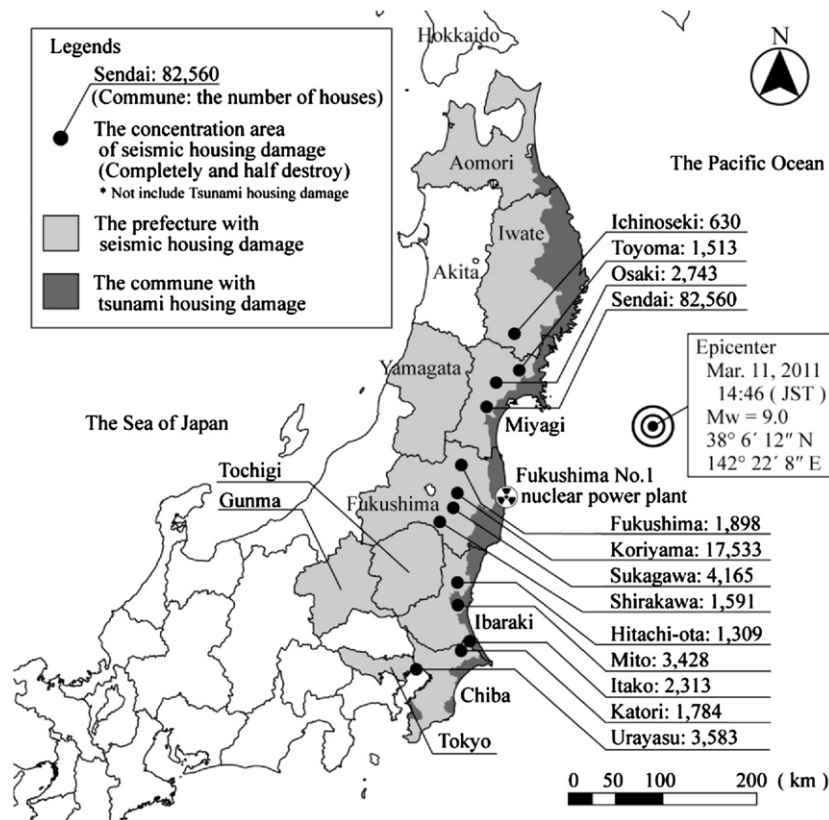 Legends
Sendai: 82,560
(Commune: the number of houses)
The concentration area
of seismic housing damage
(Completely and half destroy)
* Not include Tsunami housing damage
The prefecture with
seismic housing damage
The commune with
tsunami housing damage
Hokkaido
N
Aomori
The Pacific Ocean
Iwate
Akita
Ichinoseki: 630
Toyoma: 1,513
Osaki: 2,743
Sendai: 82,560
Yamagata
Miyagi
Epicenter
Mar. 11, 2011
14:46 ( JST )
Mw = 9.0
38° 6′ 12″ N
142° 22′ 8″ E
The Sea of Japan
Tochigi
Gunma
Fukushima
Fukushima No.1
nuclear power plant
Fukushima: 1,898
Koriyama: 17,533
Sukagawa: 4,165
Shirakawa: 1,591
Hitachi-ota: 1,309
Mito: 3,428
Itako: 2,313
Katori: 1,784
Urayasu: 3,583
Ibaraki
Chiba
Tokyo
0 50 100 200 ( km )